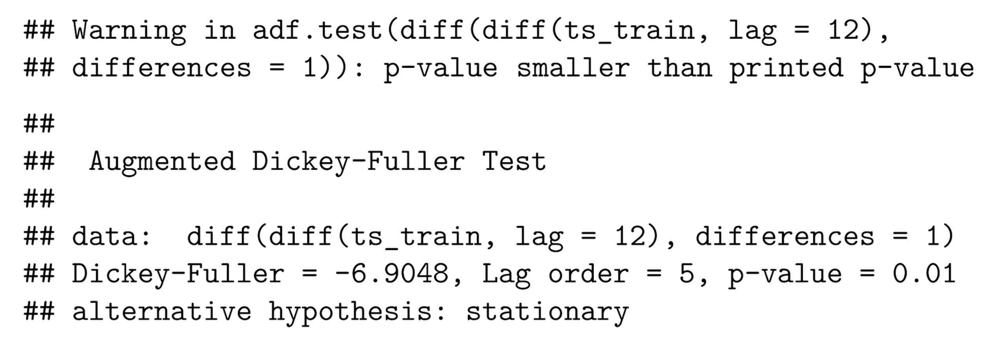 ## Warning in adf.test(diff(diff(ts_train, lag = 12),
## differences = 1)): p-value smaller than printed p-value
##
##  Augmented Dickey-Fuller Test
##
## data:  diff(diff(ts_train, lag = 12), differences = 1)
## Dickey-Fuller = -6.9048, Lag order = 5, p-value = 0.01
## alternative hypothesis: stationary